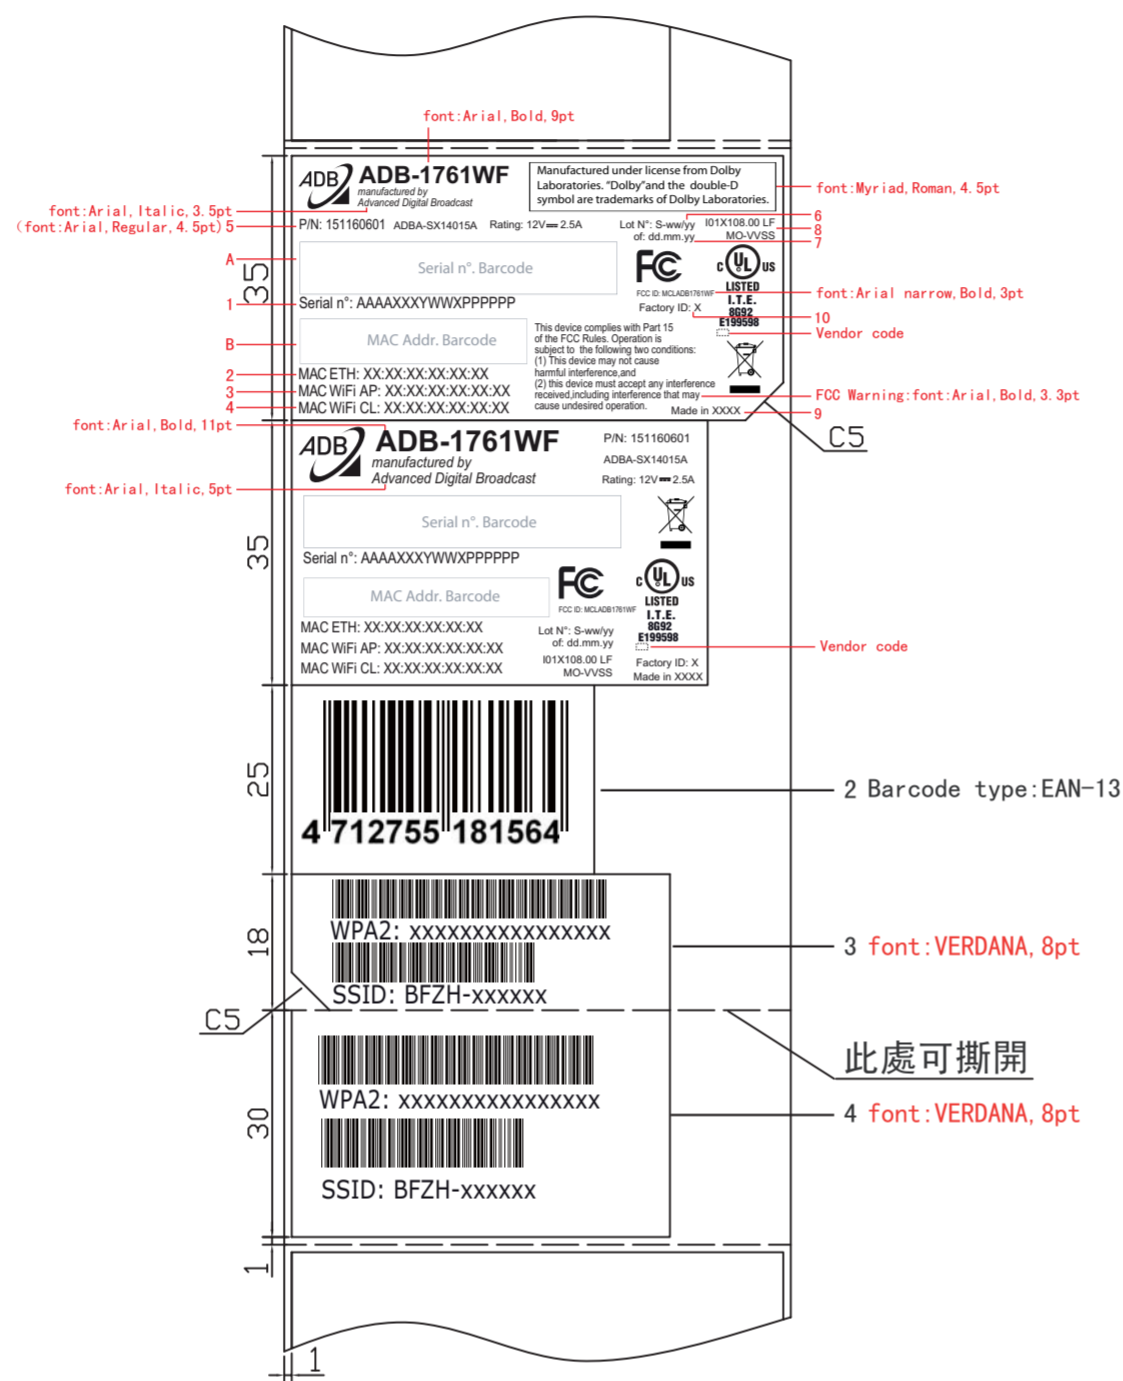 font:Arial,Bold,9pt
ADB
ADB-1761WF
manufactured by
Advanced Digital Broadcast
Manufactured under license from Dolby
Laboratories. "Dolby"and the double-D
symbol are trademarks of Dolby Laboratories.
font:Myriad,Roman,4.5pt
font:Arial,Italic,3.5pt
(font:Arial,Regular,4.5pt) 5
P/N: 151160601 ADBA-SX14015A Rating: 12V 2.5A
Lot N°: S-ww/yy
of: dd.mm.yy
I01X108.00 LF
MO-VVSS
6
8
7
A
Serial n°. Barcode
35
1
Serial n°: AAAAXXXYWWXPPPPPP
FC
FCC ID: MCLADB1761WF
Factory ID: X
c UL US
LISTED
I.T.E.
8G92
E199598
font:Arial narrow,Bold,3pt
10
Vendor code
B
MAC Addr. Barcode
2
MAC ETH: XX:XX:XX:XX:XX:XX
3
MAC WiFi AP: XX:XX:XX:XX:XX:XX
4
MAC WiFi CL: XX:XX:XX:XX:XX:XX
This device complies with Part 15
of the FCC Rules. Operation is
subject to the following two conditions:
(1) This device may not cause
harmful interference,and
(2) this device must accept any interference
received,including interference that may
cause undesired operation.
Made in XXXX
FCC Warning:font:Arial,Bold,3.3pt
9
C5
font:Arial,Bold,11pt
font:Arial,Italic,5pt
ADB
ADB-1761WF
manufactured by
Advanced Digital Broadcast
P/N: 151160601
ADBA-SX14015A
Rating: 12V 2.5A
35
Serial n°. Barcode
Serial n°: AAAAXXXYWWXPPPPPP
MAC Addr. Barcode
MAC ETH: XX:XX:XX:XX:XX:XX
MAC WiFi AP: XX:XX:XX:XX:XX:XX
MAC WiFi CL: XX:XX:XX:XX:XX:XX
FC
FCC ID: MCLADB1761WF
Lot N°: S-ww/yy
of: dd.mm.yy
I01X108.00 LF
MO-VVSS
c UL US
LISTED
I.T.E.
8G92
E199598
Vendor code
Factory ID: X
Made in XXXX
25
4 712755 181564
2 Barcode type:EAN-13
18
WPA2: xxxxxxxxxxxxxxxx
SSID: BFZH-xxxxxx
3 font:VERDANA,8pt
C5
此處可撕開
30
WPA2: xxxxxxxxxxxxxxxx
SSID: BFZH-xxxxxx
4 font:VERDANA,8pt
1
1